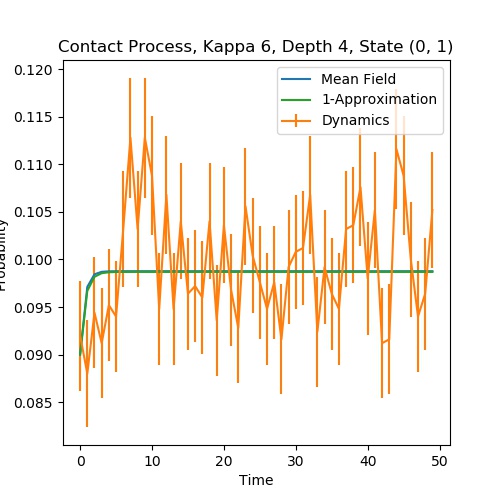 Contact Process, Kappa 6, Depth 4, State (0, 1)
Mean Field
1-Approximation
Dynamics
0.120
0.115
0.110
0.105
0.100
0.095
0.090
0.085
Probability
0
10
20
30
40
50
Time